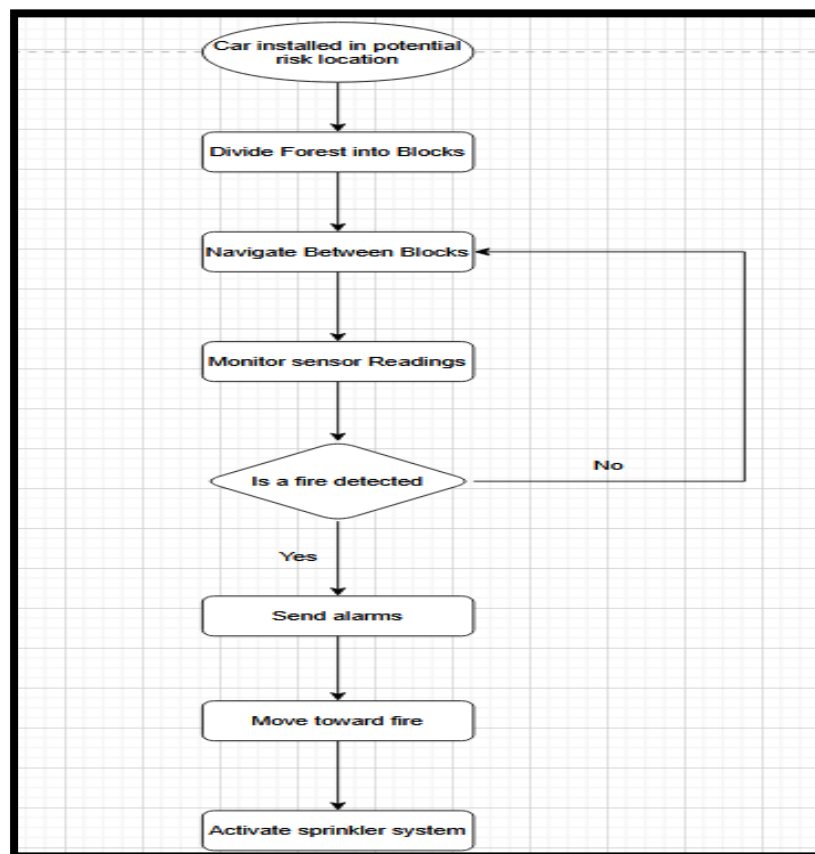 Car installed in potential
risk location
Divide Forest into Blocks
Navigate Between Blocks
Monitor sensor Readings
Is a fire detected
No
Yes
Send alarms
Move toward fire
Activate sprinkler system